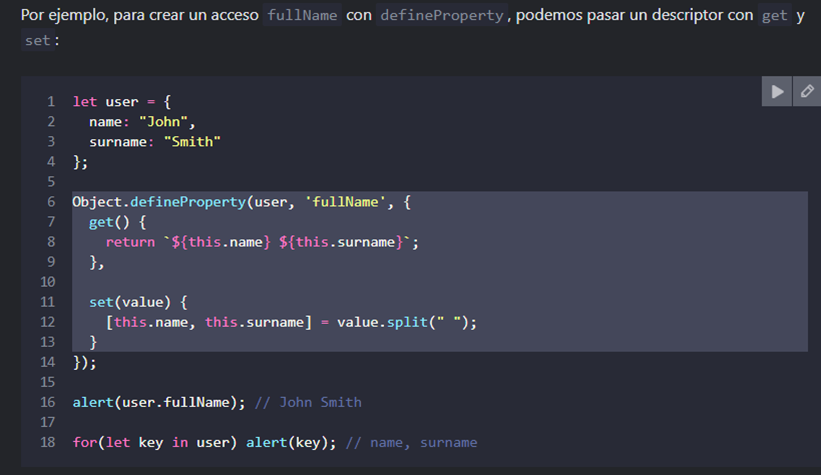 Por ejemplo, para crear un acceso fullName con defineProperty, podemos pasar un descriptor con get y
set:
1 let user = {
2   name: "John",
3   surname: "Smith"
4 };
5
6 Object.defineProperty(user, 'fullName', {
7   get() {
8     return `${this.name} ${this.surname}`;
9   },
10
11   set(value) {
12     [this.name, this.surname] = value.split(" ");
13   }
14 });
15
16 alert(user.fullName); // John Smith
17
18 for(let key in user) alert(key); // name, surname